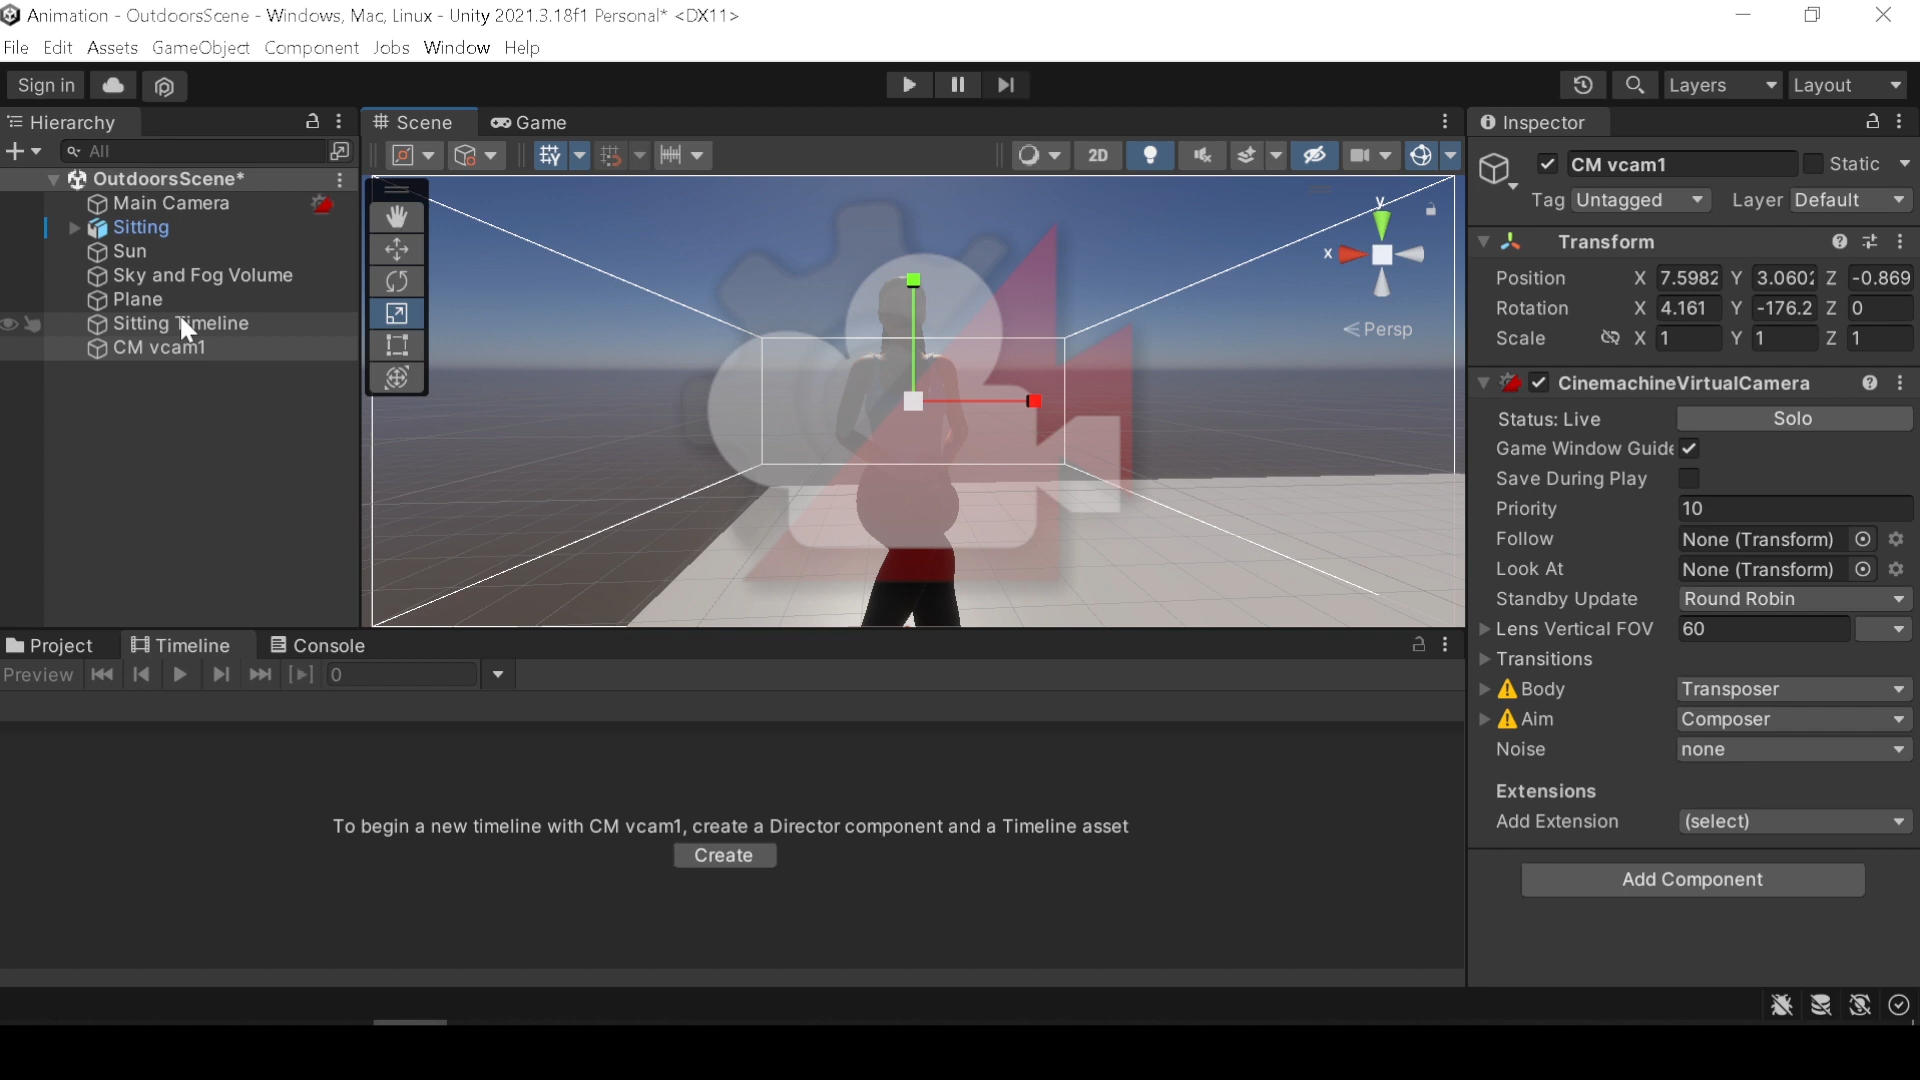 Animation - OutdoorsScene - Windows, Mac, Linux - Unity 2021.3.18f1 Personal* <DX11>
File Edit Assets GameObject Component Jobs Window Help
Sign in Layers Layout
Hierarchy
All
OutdoorsScene*
Main Camera
Sitting
Sun
Sky and Fog Volume
Plane
Sitting Timeline
CM vcam1
Scene Game
2D
y
x
Persp
Inspector
CM vcam1 Static
Tag Untagged Layer Default
Transform
Position X 7.5982 Y 3.0602 Z -0.869
Rotation X 4.161 Y -176.2 Z 0
Scale X 1 Y 1 Z 1
CinemachineVirtualCamera
Status: Live Solo
Game Window Guide
Save During Play
Priority 10
Follow None (Transform)
Look At None (Transform)
Standby Update Round Robin
Lens Vertical FOV 60
Transitions
Body Transposer
Aim Composer
Noise none
Extensions
Add Extension (select)
Add Component
Project Timeline Console
Preview 0
To begin a new timeline with CM vcam1, create a Director component and a Timeline asset
Create